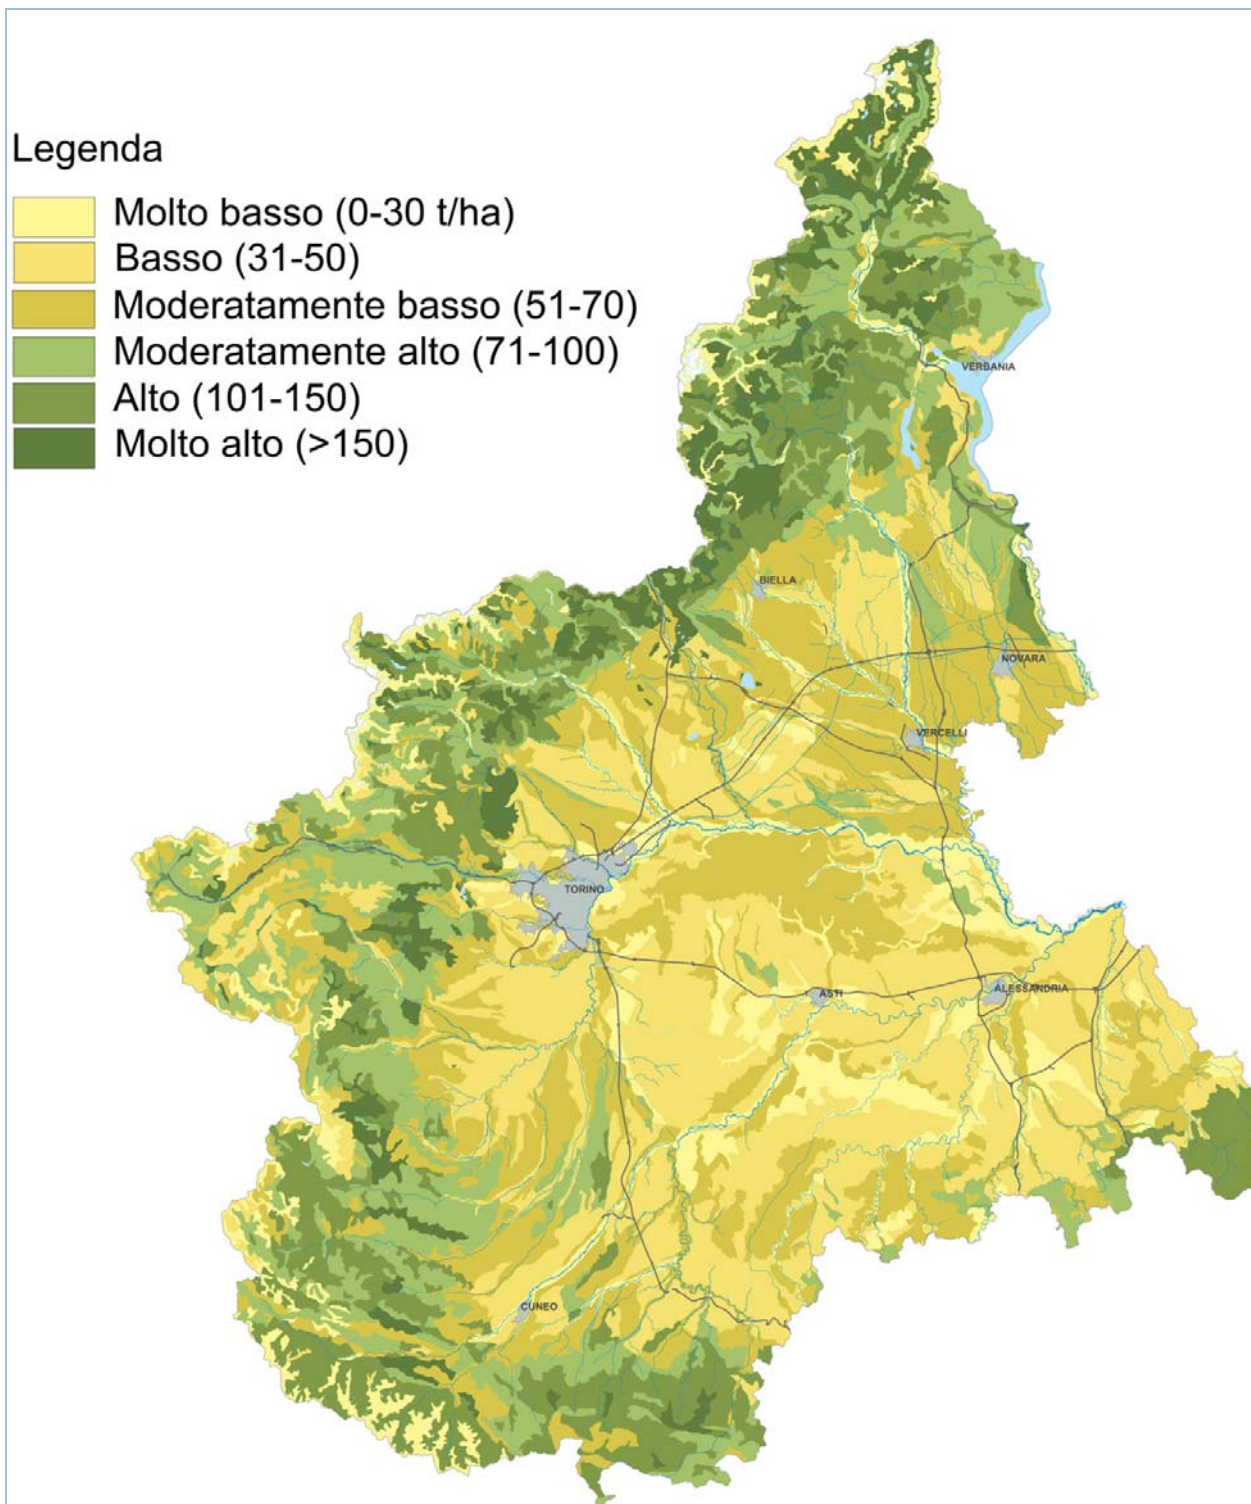 Legenda
Molto basso (0-30 t/ha)
Basso (31-50)
Moderatamente basso (51-70)
Moderatamente alto (71-100)
Alto (101-150)
Molto alto (>150)
VERBANIA
BIELLA
NOVARA
VERCELLI
TORINO
ASTI
ALESSANDRIA
CUNEO